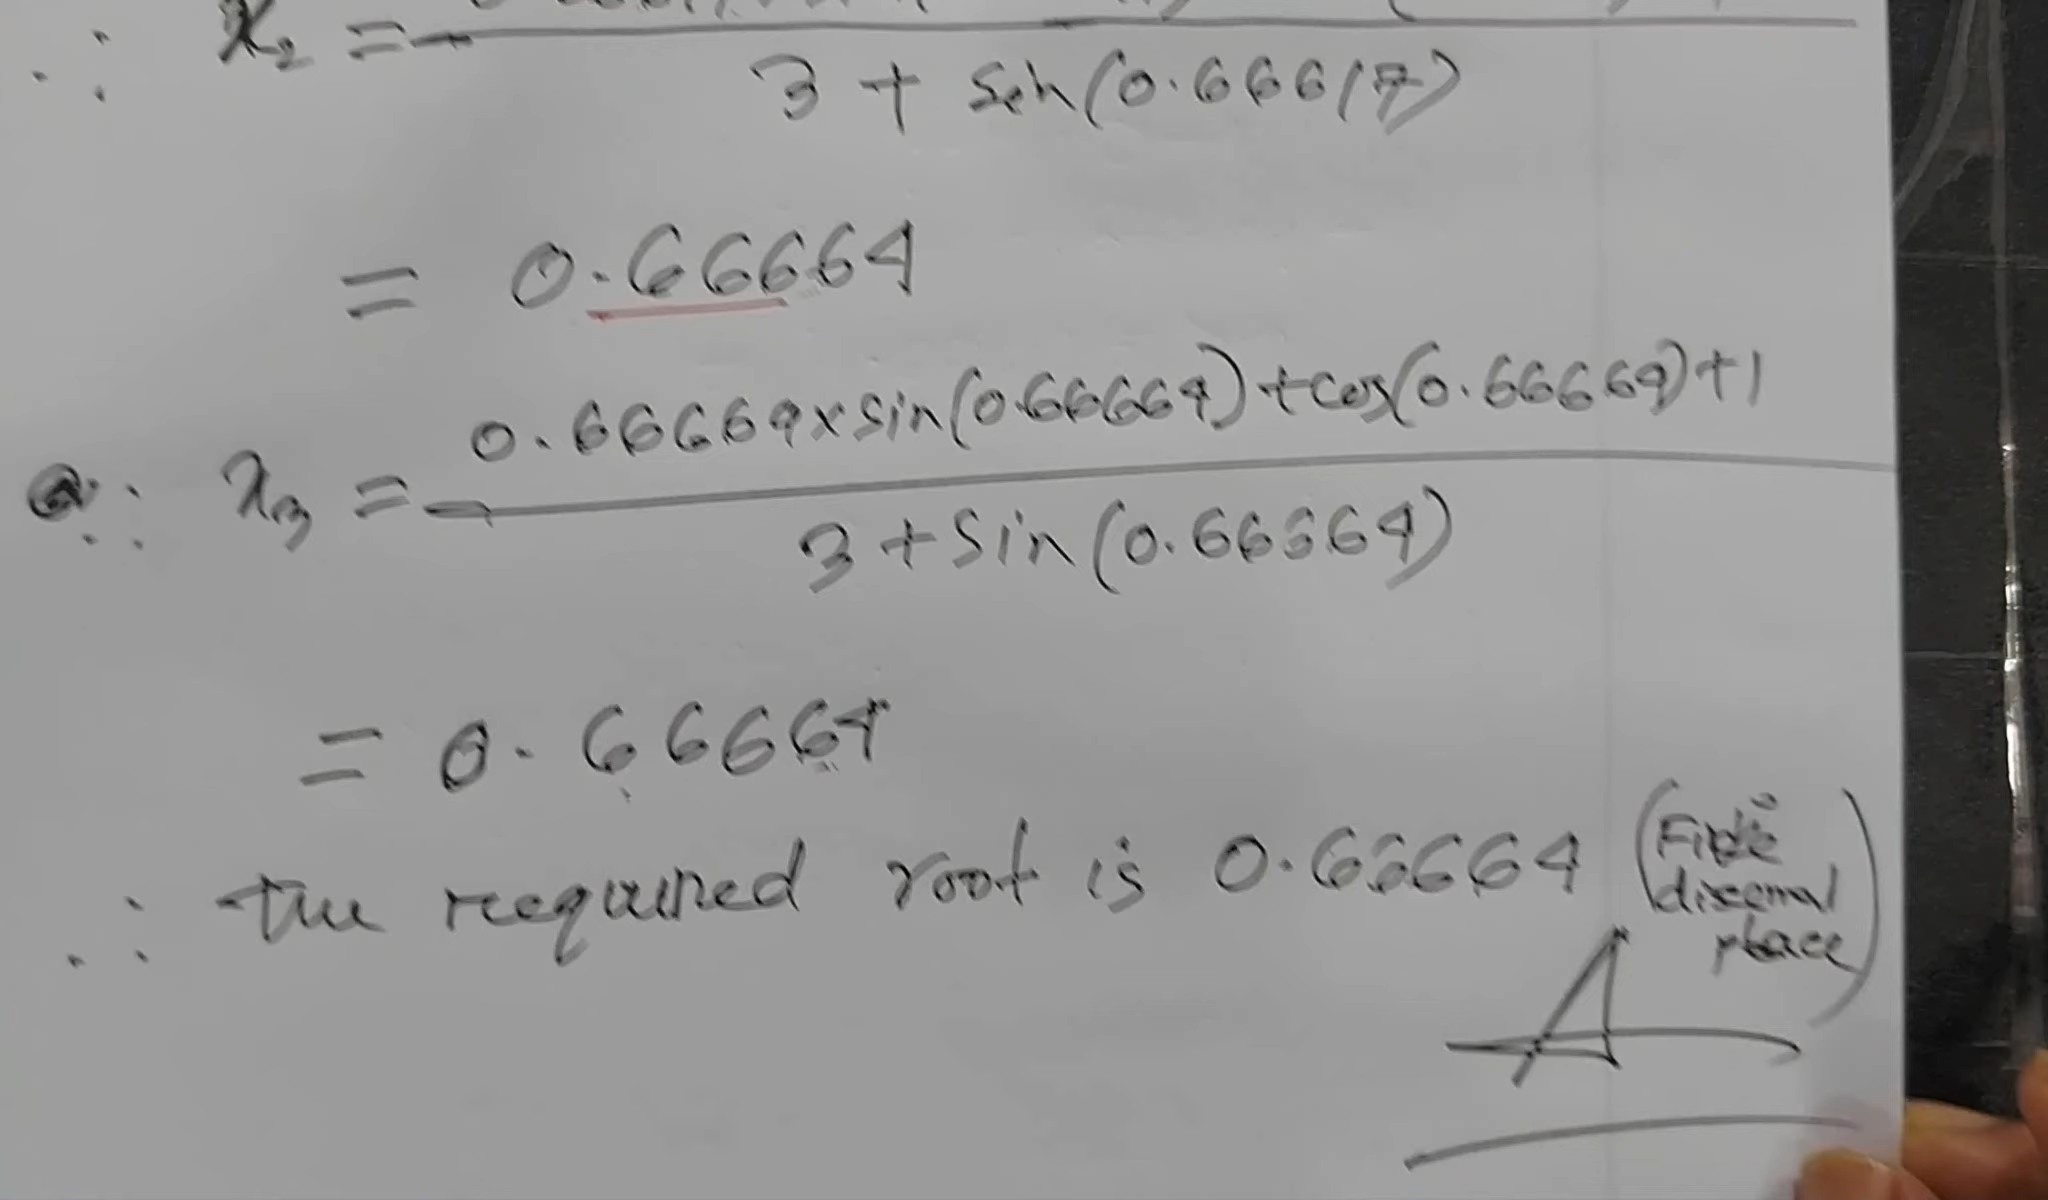 ∴ x₂ =
3 + Sin(0.66617)
= 0.66664
∴ x₃ = 0.66664 x sin(0.66664) + cos(0.66664) + 1
3 + Sin(0.66664)
= 0.66664
∴ the required root is 0.66664 (Five
discemal
place)
A